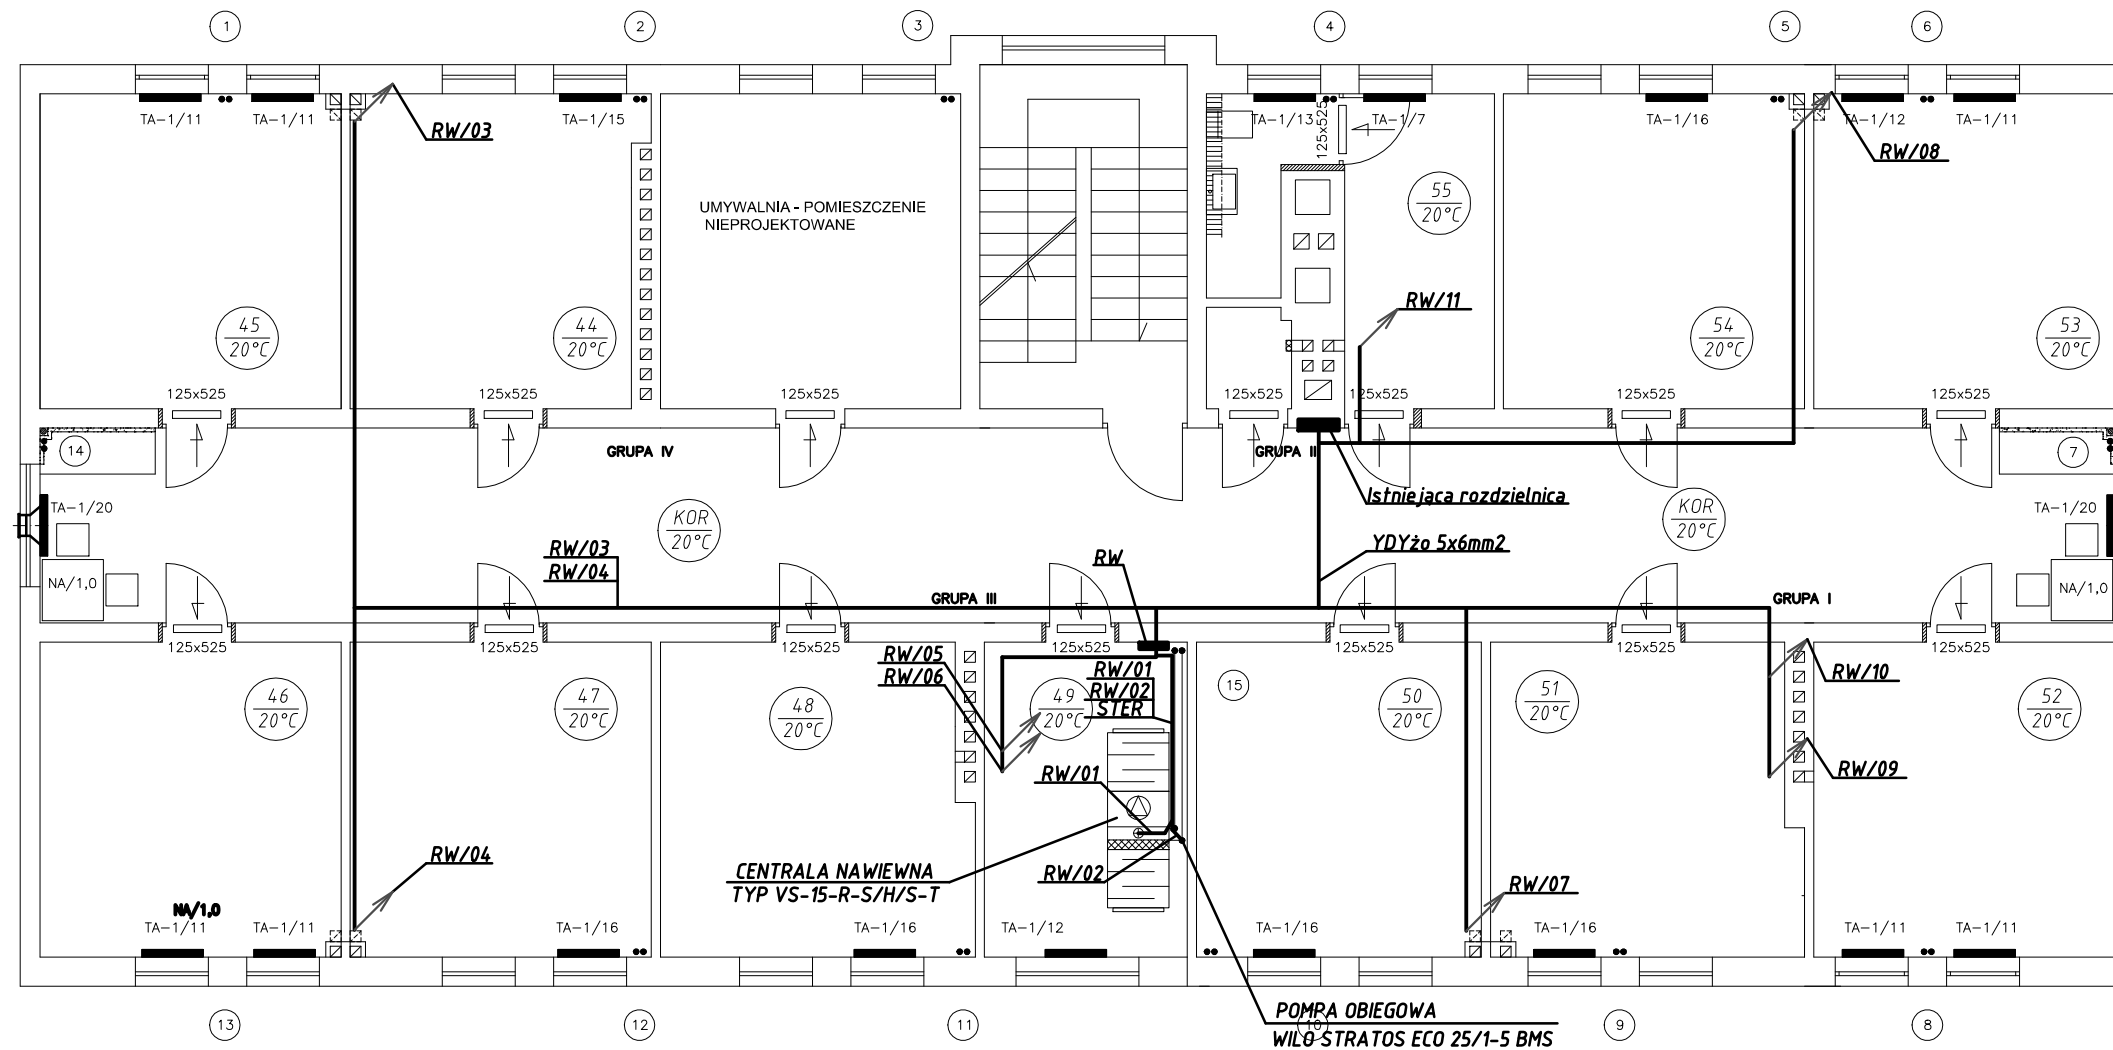 1
2
3
4
5
6
TA-1/11
TA-1/11
RW/03
TA-1/15
TA-1/13
125x525
TA-1/7
TA-1/16
TA-1/12
TA-1/11
RW/08
UMYWALNIA - POMIESZCZENIE
NIEPROJEKTOWANE
55
20°C
RW/11
45
20°C
44
20°C
54
20°C
53
20°C
125x525
125x525
125x525
125x525
125x525
125x525
125x525
14
GRUPA IV
GRUPA II
7
Istniejąca rozdzielnica
TA-1/20
KOR
20°C
KOR
20°C
TA-1/20
YDYżo 5x6mm2
RW/03
RW/04
RW
NA/1,0
NA/1,0
GRUPA III
GRUPA I
125x525
125x525
125x525
125x525
125x525
125x525
125x525
RW/05
RW/06
RW/01
RW/02
STER
15
RW/10
46
20°C
47
20°C
48
20°C
49
20°C
50
20°C
51
20°C
52
20°C
RW/01
RW/09
RW/04
CENTRALA NAWIEWNA
TYP VS-15-R-S/H/S-T
RW/02
RW/07
NA/1,0
TA-1/11
TA-1/11
TA-1/16
TA-1/16
TA-1/12
TA-1/16
TA-1/16
TA-1/11
TA-1/11
POMPA OBIEGOWA
WILO STRATOS ECO 25/1-5 BMS
13
12
11
10
9
8